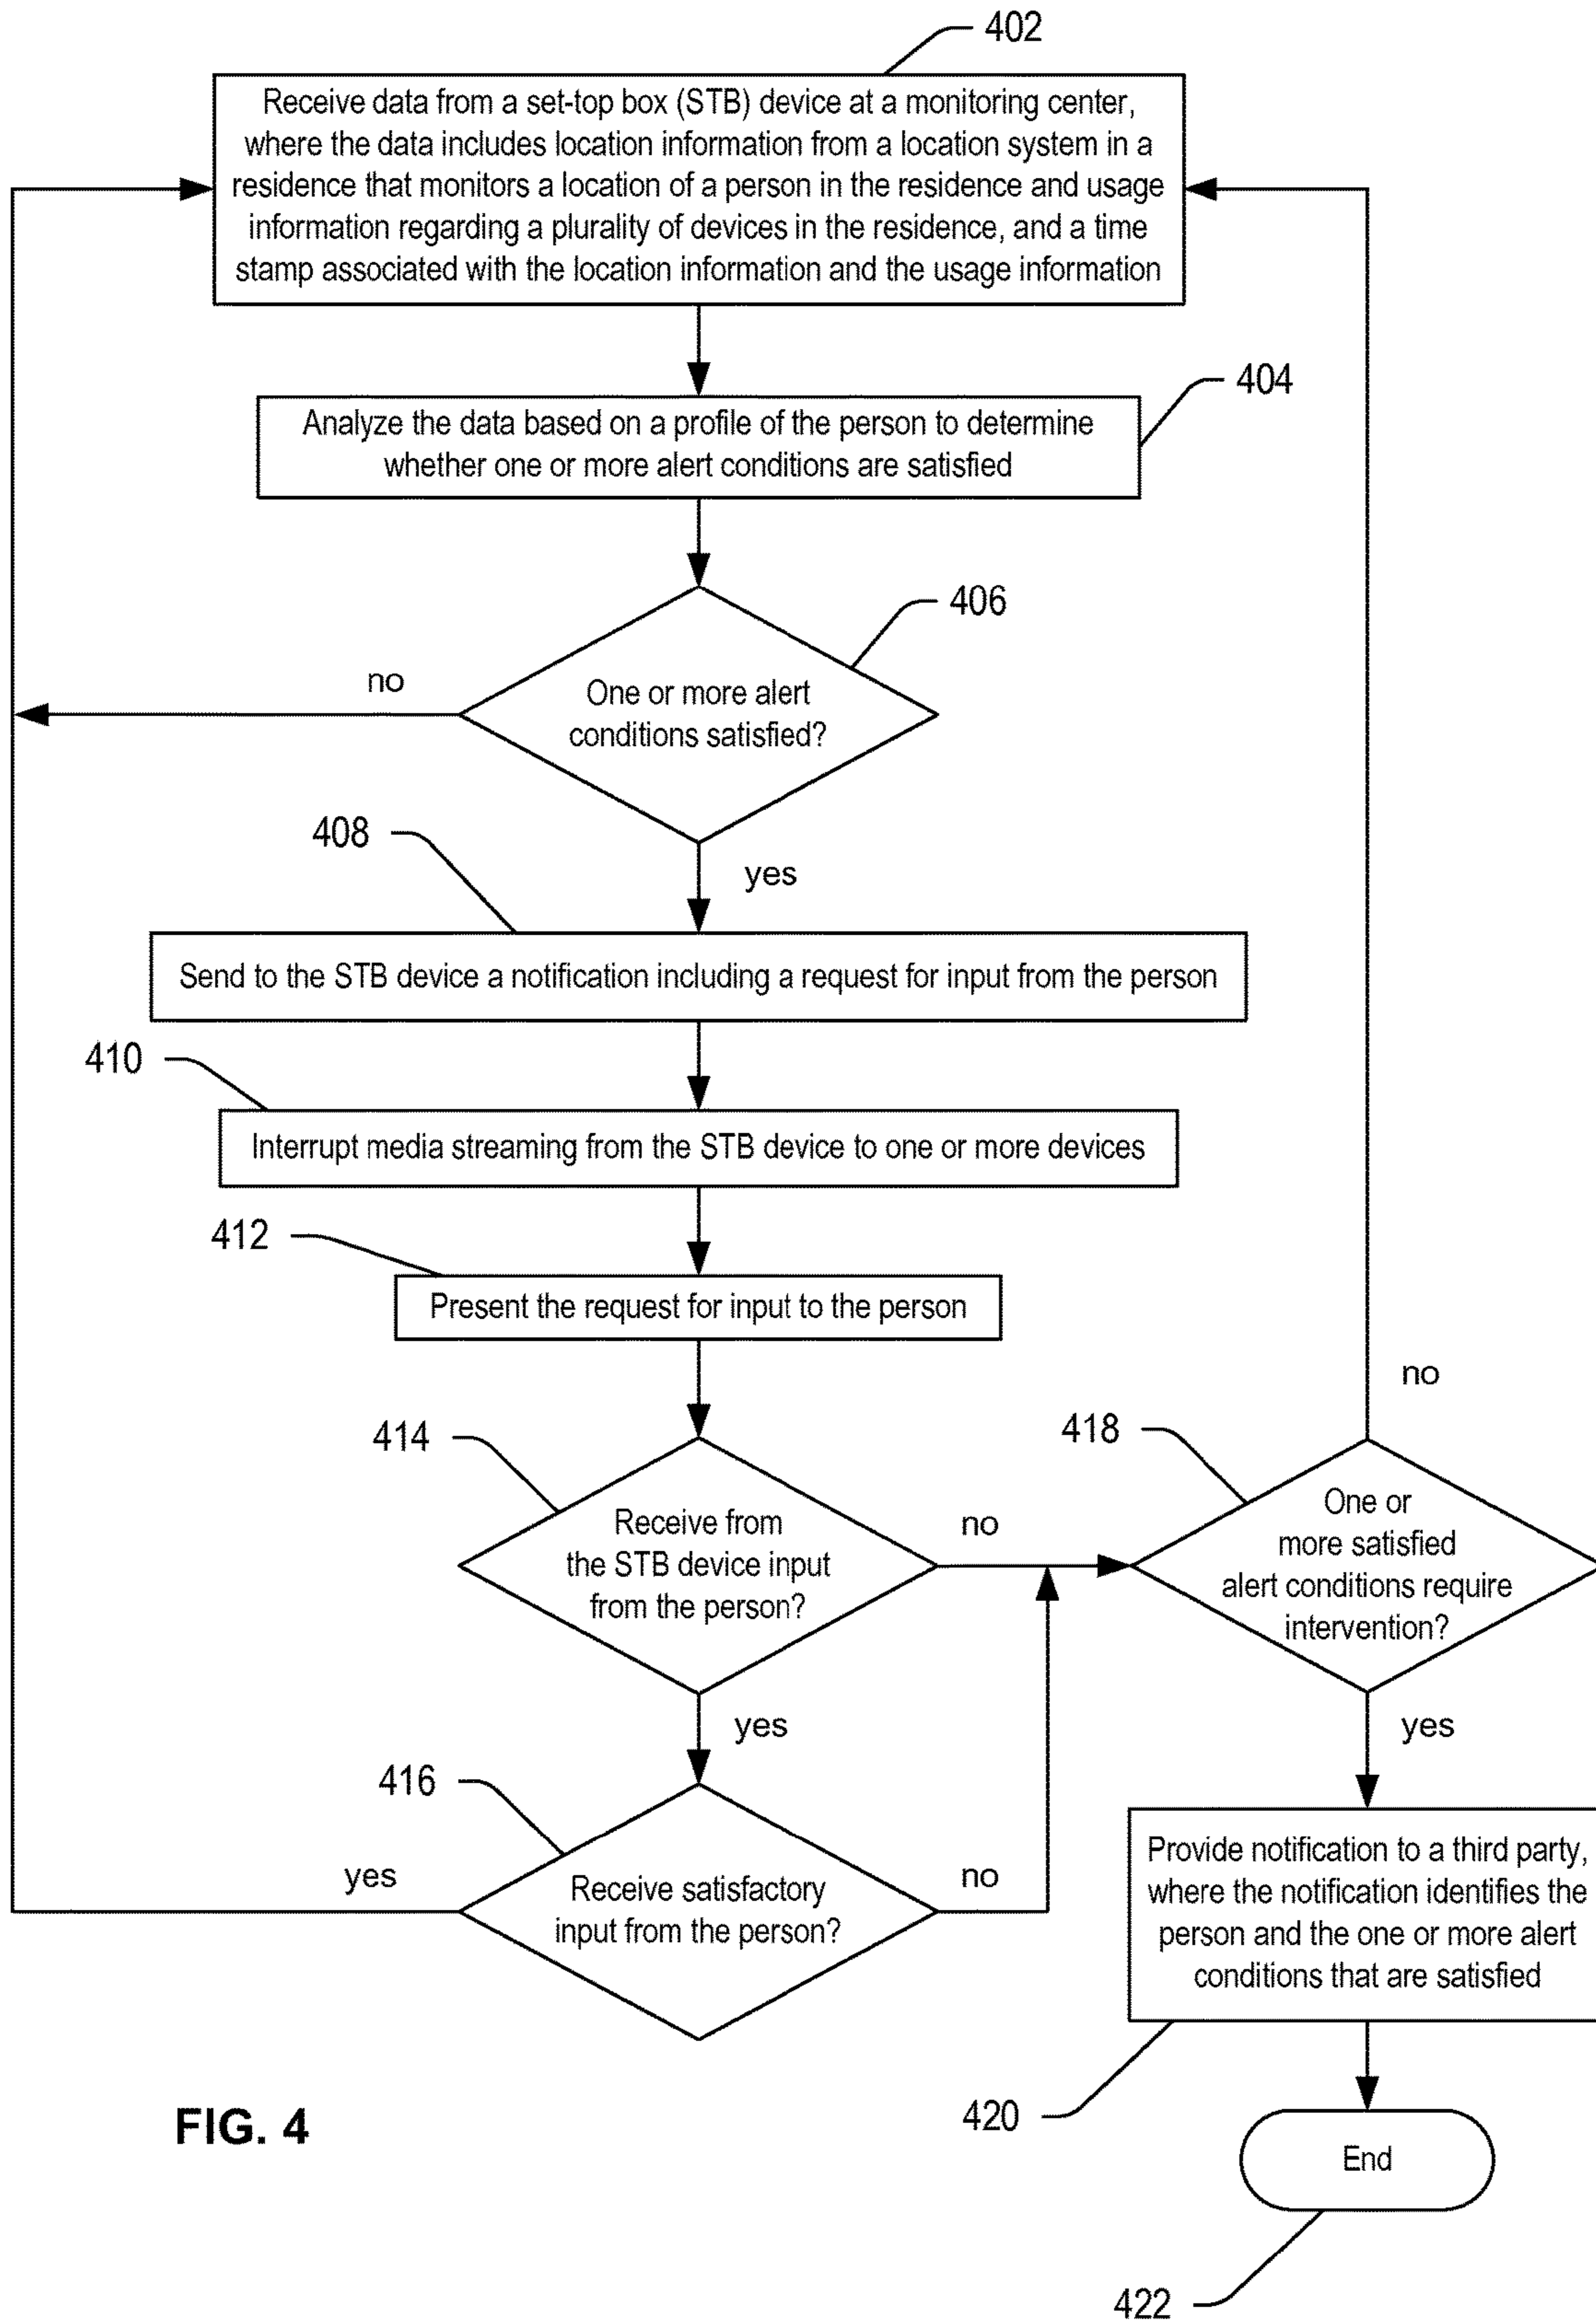 402
Receive data from a set-top box (STB) device at a monitoring center,
where the data includes location information from a location system in a
residence that monitors a location of a person in the residence and usage
information regarding a plurality of devices in the residence, and a time
stamp associated with the location information and the usage information
404
Analyze the data based on a profile of the person to determine
whether one or more alert conditions are satisfied
406
no
One or more alert
conditions satisfied?
408
yes
Send to the STB device a notification including a request for input from the person
410
Interrupt media streaming from the STB device to one or more devices
412
Present the request for input to the person
no
414
418
Receive from
the STB device input
from the person?
no
One or
more satisfied
alert conditions require
intervention?
yes
yes
416
yes
Receive satisfactory
input from the person?
no
Provide notification to a third party,
where the notification identifies the
person and the one or more alert
conditions that are satisfied
420
FIG. 4
End
422